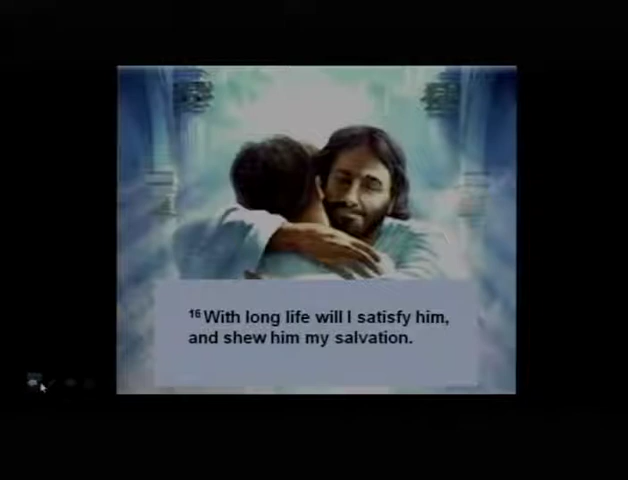 16 With long life will I satisfy him,
and shew him my salvation.